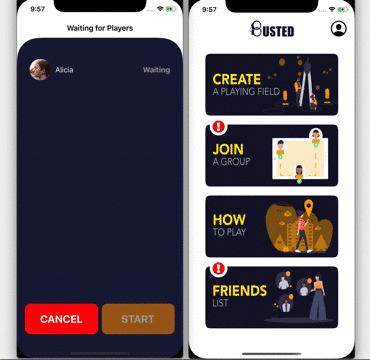 9:57
Waiting for Players
Alicia
Waiting
CANCEL
START
9:57
BUSTED
CREATE
A PLAYING FIELD
JOIN
A GROUP
HOW
TO PLAY
FRIENDS
LIST